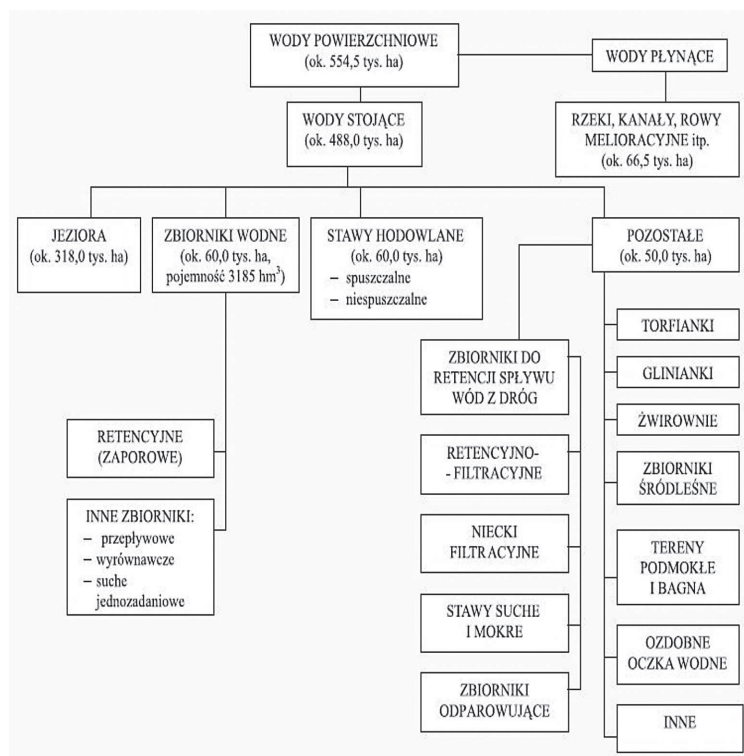 WODY POWIERZCHNIOWE
(ok. 554,5 tys. ha)
WODY PŁYNĄCE
WODY STOJĄCE
(ok. 488,0 tys. ha)
RZEKI, KANAŁY, ROWY
MELIORACYJNE itp.
(ok. 66,5 tys. ha)
JEZIORA
(ok. 318,0 tys. ha)
ZBIORNIKI WODNE
(ok. 60,0 tys. ha,
pojemność 3185 hm³)
STAWY HODOWLANE
(ok. 60,0 tys. ha)
– spuszczalne
– niespuszczalne
POZOSTAŁE
(ok. 50,0 tys. ha)
RETENCYJNE
(ZAPOROWE)
INNE ZBIORNIKI:
– przepływowe
– wyrównawcze
– suche
jednozadaniowe
ZBIORNIKI DO
RETENCJI SPŁYWU
WÓD Z DRÓG
RETENCYJNO-
- FILTRACYJNE
NIECKI
FILTRACYJNE
STAWY SUCHE
I MOKRE
ZBIORNIKI
ODPAROWUJĄCE
TORFIANKI
GLINIANKI
ŻWIROWNIE
ZBIORNIKI
ŚRÓDLEŚNE
TERENY
PODMOKŁE
I BAGNA
OZDOBNE
OCZKA WODNE
INNE